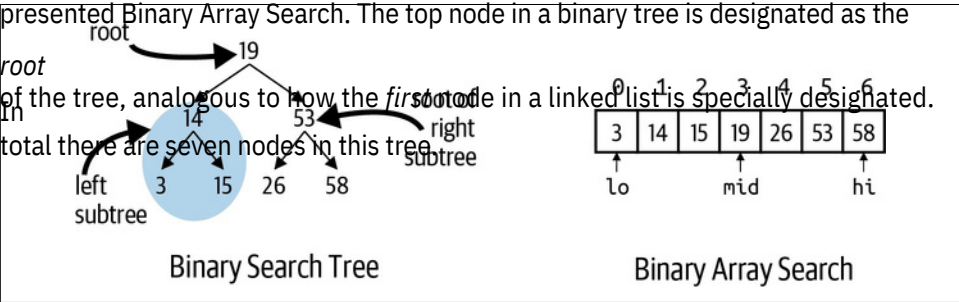 presented Binary Array Search. The top node in a binary tree is designated as the
root
root
19
of the tree, analogous to how the first node in a linked list is specially designated.
In
total there are seven nodes in this tree.
14
53
root of
right
subtree
3
15
26
58
left
subtree
Binary Search Tree
0 1 2 3 4 5 6
3 14 15 19 26 53 58
lo mid hi
Binary Array Search